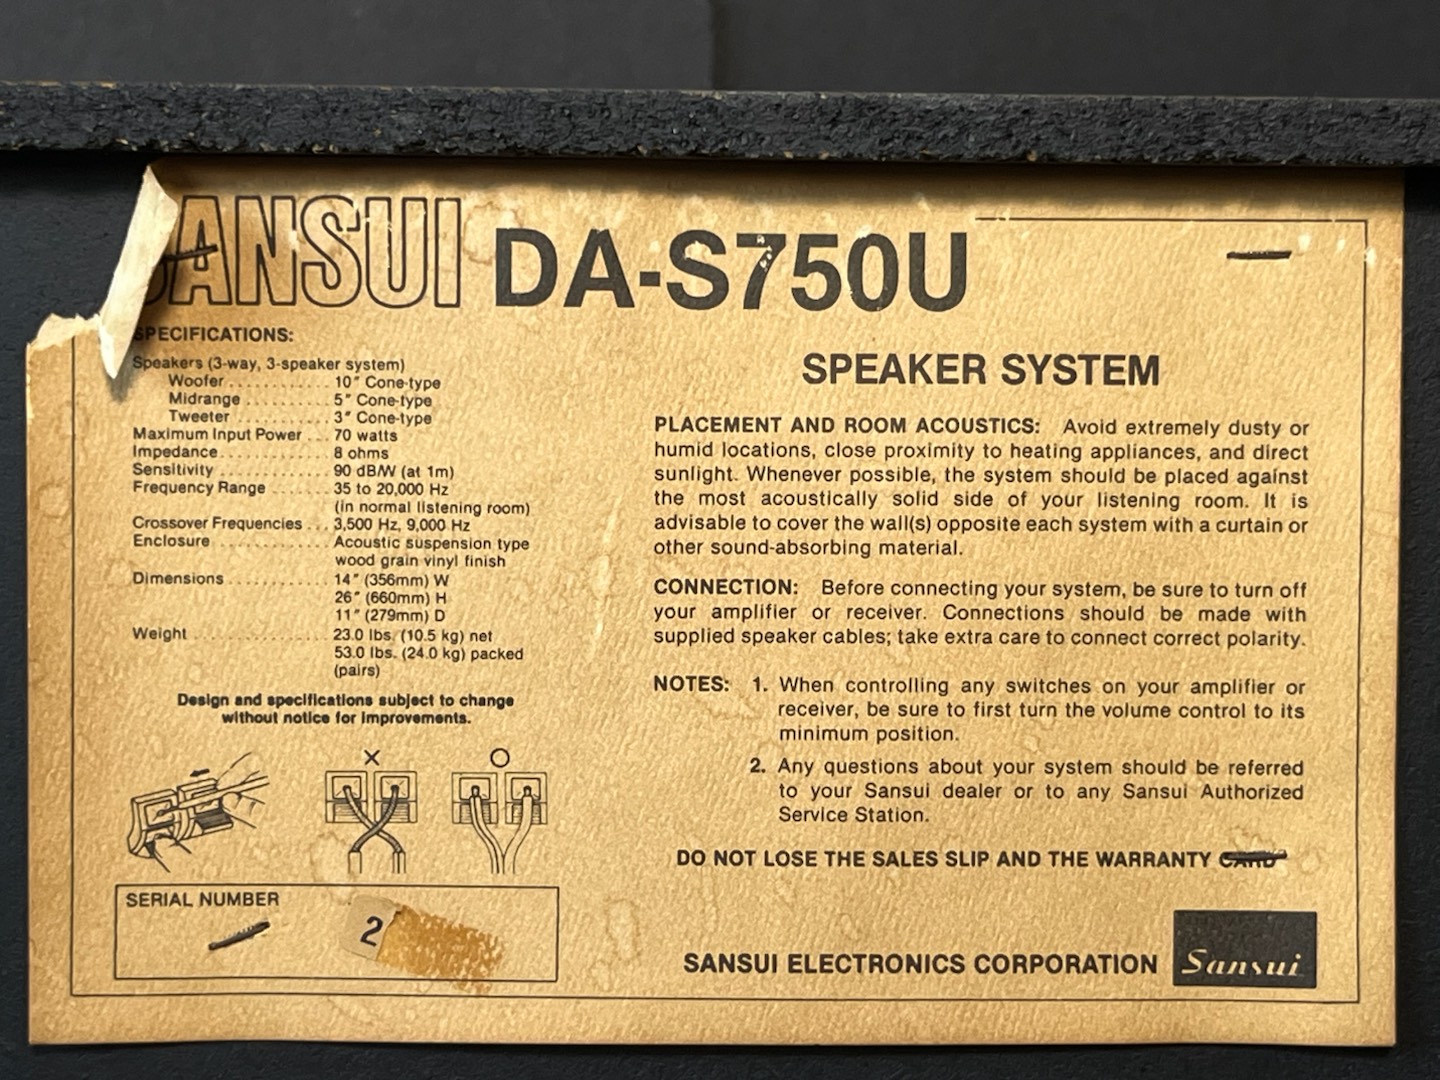 SANSUI DA-S750U
SPECIFICATIONS:
Speakers (3-way, 3-speaker system)
Woofer ............ 10" Cone-type
Midrange .......... 5" Cone-type
Tweeter ........... 3" Cone-type
Maximum Input Power ... 70 watts
Impedance ............. 8 ohms
Sensitivity ............. 90 dB/W (at 1m)
Frequency Range ....... 35 to 20,000 Hz
(in normal listening room)
Crossover Frequencies ... 3,500 Hz, 9,000 Hz
Enclosure ............. Acoustic suspension type
wood grain vinyl finish
Dimensions ............ 14" (356mm) W
26" (660mm) H
11" (279mm) D
Weight ................ 23.0 lbs. (10.5 kg) net
53.0 lbs. (24.0 kg) packed
(pairs)
Design and specifications subject to change
without notice for improvements.
SERIAL NUMBER
2
SPEAKER SYSTEM
PLACEMENT AND ROOM ACOUSTICS: Avoid extremely dusty or
humid locations, close proximity to heating appliances, and direct
sunlight. Whenever possible, the system should be placed against
the most acoustically solid side of your listening room. It is
advisable to cover the wall(s) opposite each system with a curtain or
other sound-absorbing material.
CONNECTION: Before connecting your system, be sure to turn off
your amplifier or receiver. Connections should be made with
supplied speaker cables; take extra care to connect correct polarity.
NOTES: 1. When controlling any switches on your amplifier or
receiver, be sure to first turn the volume control to its
minimum position.
2. Any questions about your system should be referred
to your Sansui dealer or to any Sansui Authorized
Service Station.
DO NOT LOSE THE SALES SLIP AND THE WARRANTY CARD
SANSUI ELECTRONICS CORPORATION Sansui